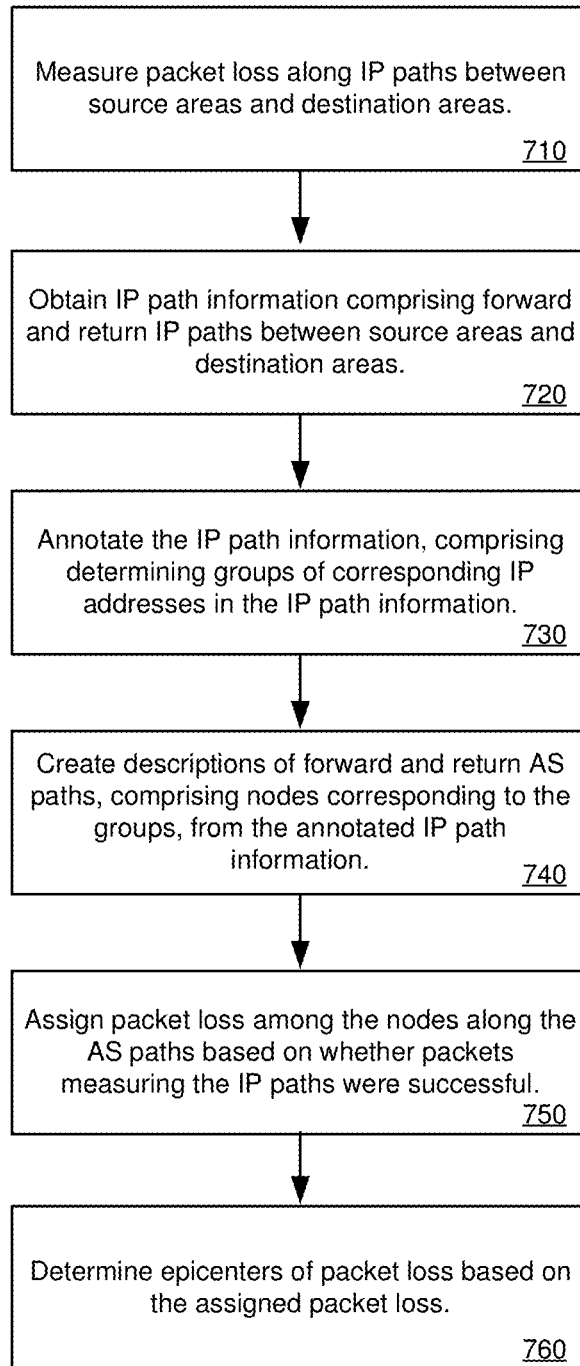 Measure packet loss along IP paths between
source areas and destination areas.
710
Obtain IP path information comprising forward
and return IP paths between source areas and
destination areas.
720
Annotate the IP path information, comprising
determining groups of corresponding IP
addresses in the IP path information.
730
Create descriptions of forward and return AS
paths, comprising nodes corresponding to the
groups, from the annotated IP path
information.
740
Assign packet loss among the nodes along the
AS paths based on whether packets
measuring the IP paths were successful.
750
Determine epicenters of packet loss based on
the assigned packet loss.
760